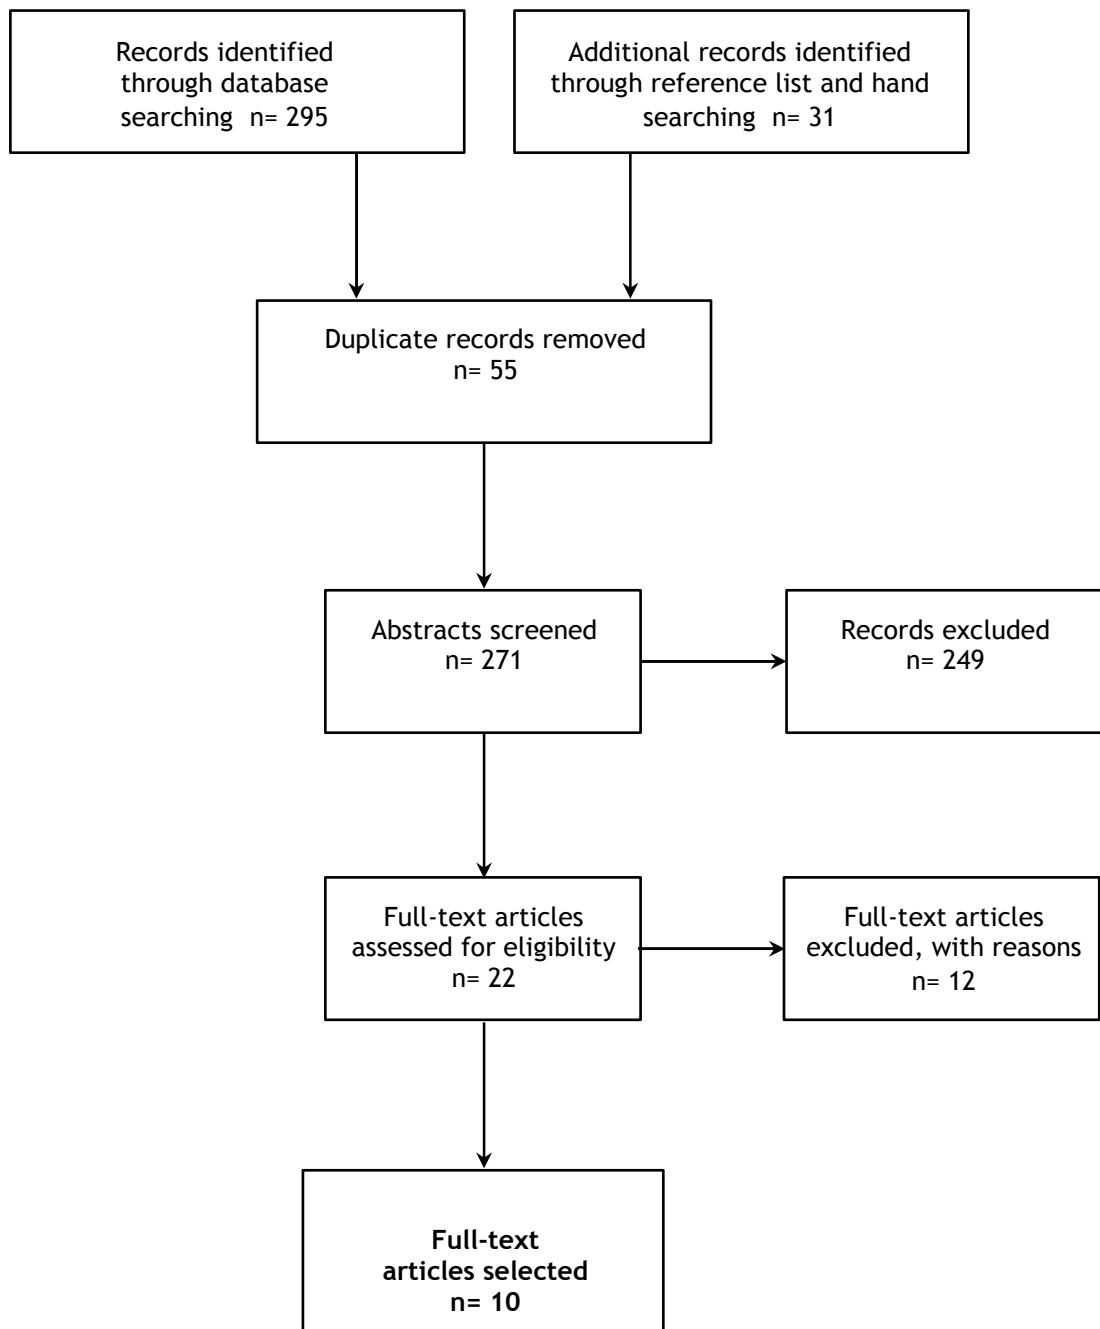 Records identified
through database
searching n= 295
Additional records identified
through reference list and hand
searching n= 31
Duplicate records removed
n= 55
Abstracts screened
n= 271
Records excluded
n= 249
Full-text articles
assessed for eligibility
n= 22
Full-text articles
excluded, with reasons
n= 12
Full-text
articles selected
n= 10